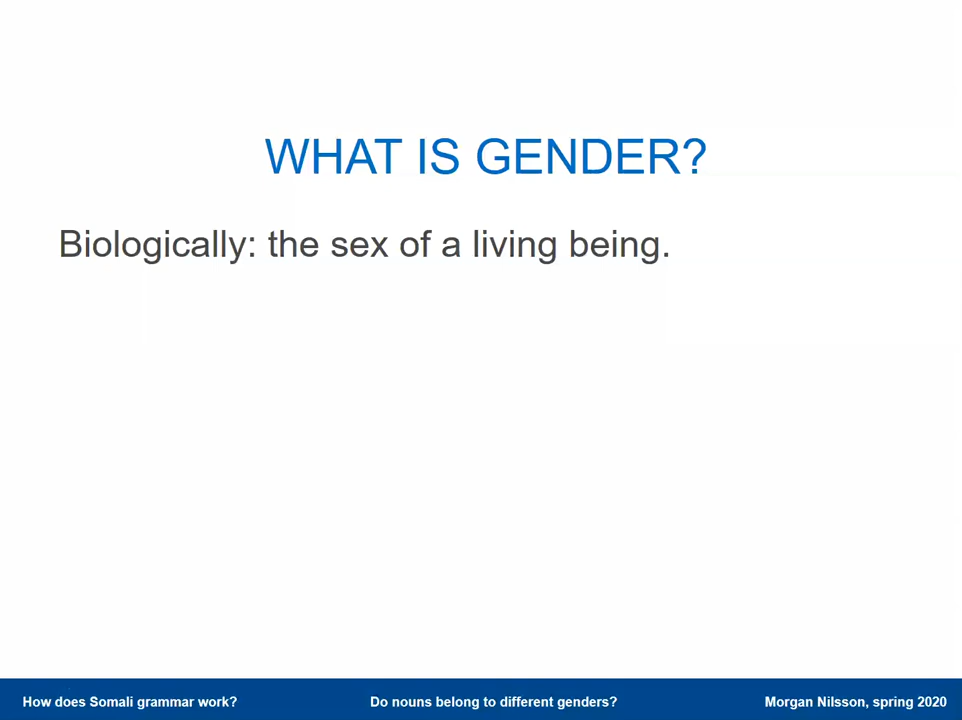 WHAT IS GENDER?
Biologically: the sex of a living being.
How does Somali grammar work?
Do nouns belong to different genders?
Morgan Nilsson, spring 2020